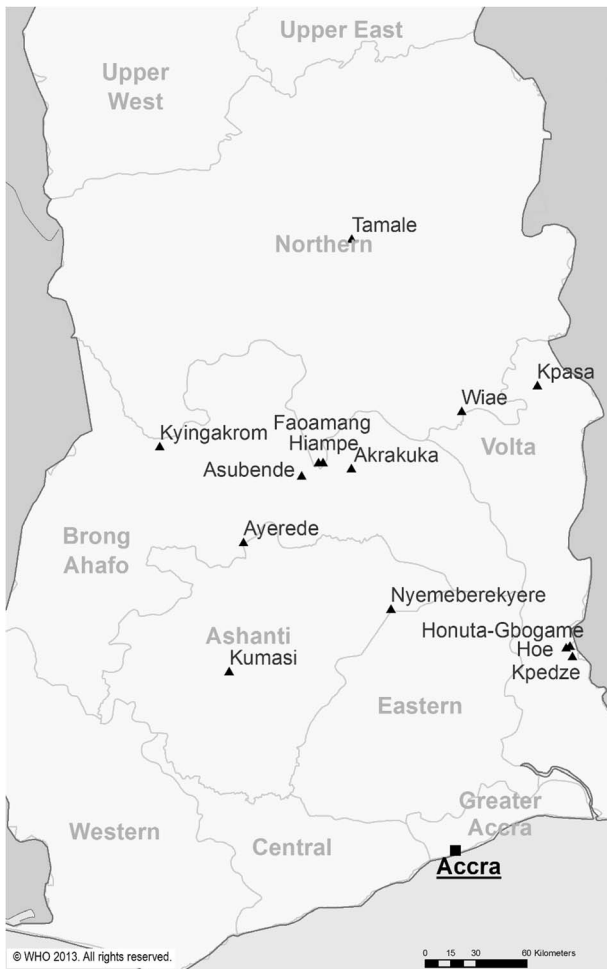 Upper East
Upper
West
Tamale
Northern
Kpasa
Wiae
Faoamang
Kyingakrom
Hiampe
Volta
Akrakuka
Asubende
Ayerede
Brong
Ahafo
Nyemeberekyere
Ashanti
Honuta-Gbogame
Hoe
Kumasi
Kpedze
Eastern
Greater
Accra
Western
Central
Accra
© WHO 2013. All rights reserved.
0 15 30 60 Kilometers